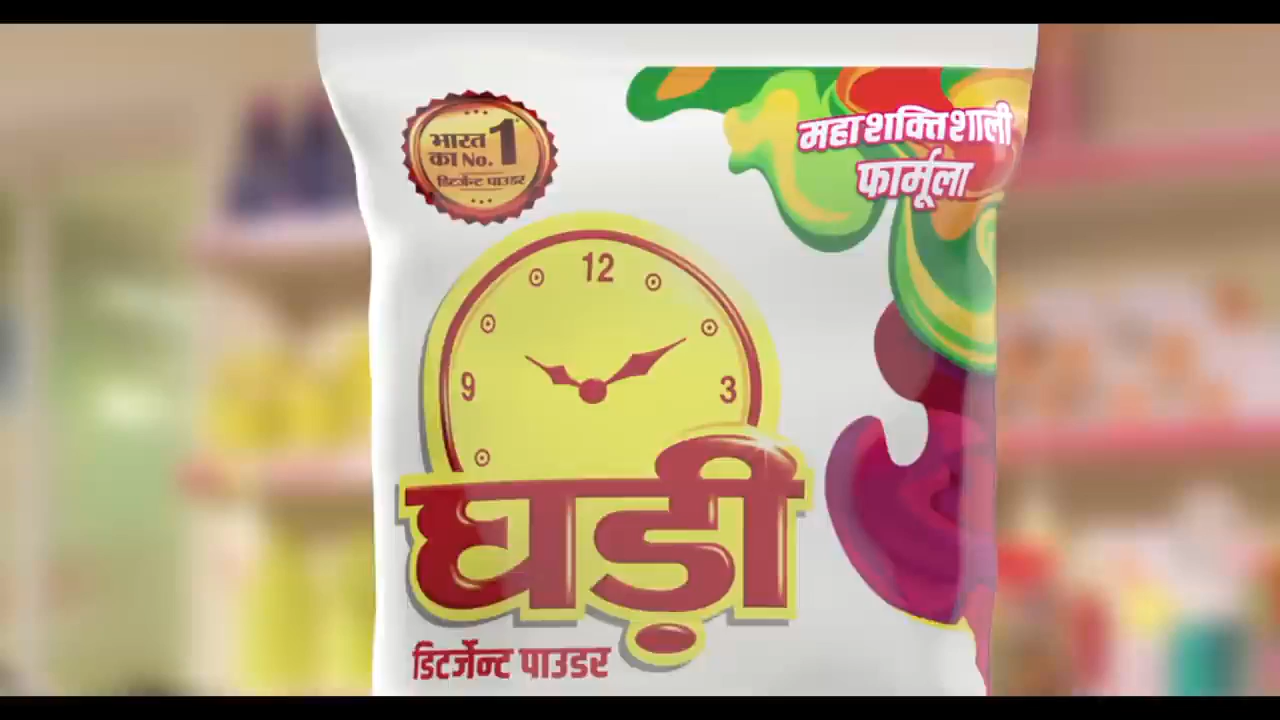 भारत
का No. 1
डिटर्जेन्ट पाउडर
महाशक्तिशाली
फार्मूला
12
9
3
घड़ी
डिटर्जेन्ट पाउडर